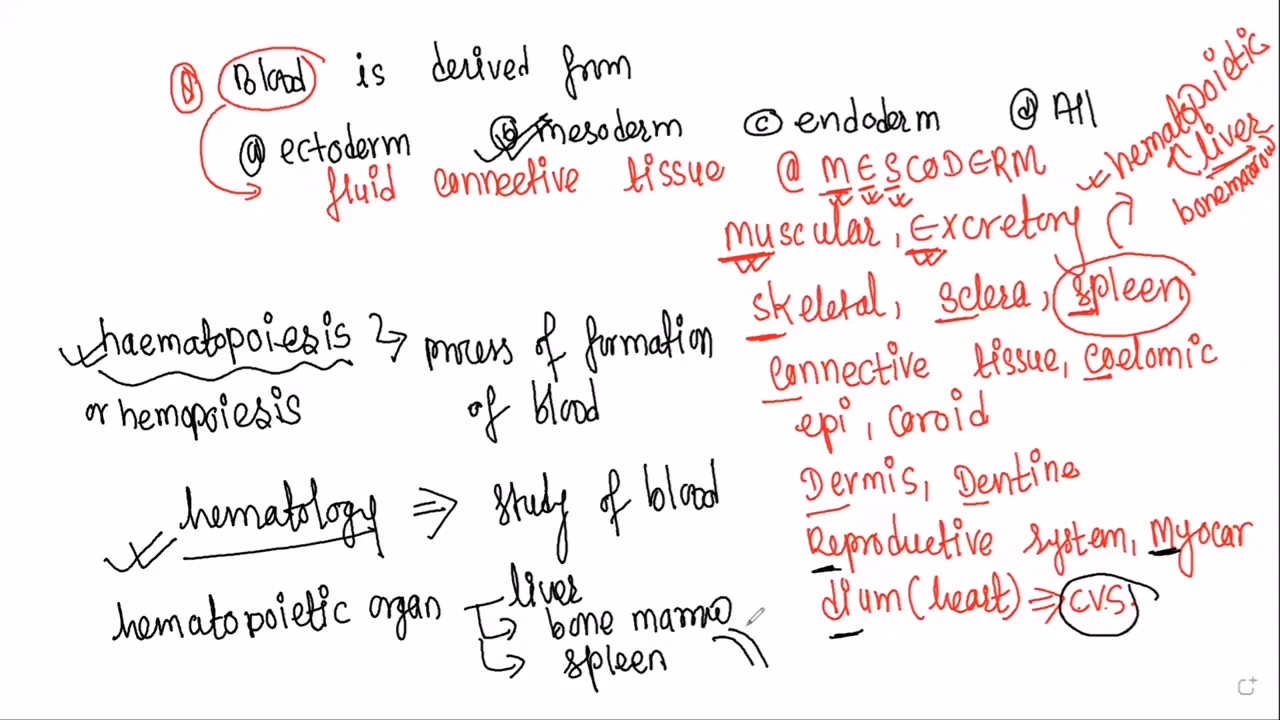 Q Blood is derived from
(a) ectoderm (b) mesoderm (c) endoderm (d) All
fluid connective tissue
@ MESCODERM
muscular, Excretory
skeletal, sclera, spleen
connective tissue, coelomic
epi, coroid
Dermis, Dentine
Reproductive system, Myocar
dium (heart) ⇒ CVS
hematopoietic
liver
bonemarrow
haematopoiesis → process of formation
or hemopoiesis of blood
hematology ⇒ study of blood
hematopoietic organ liver
bone marrow
spleen